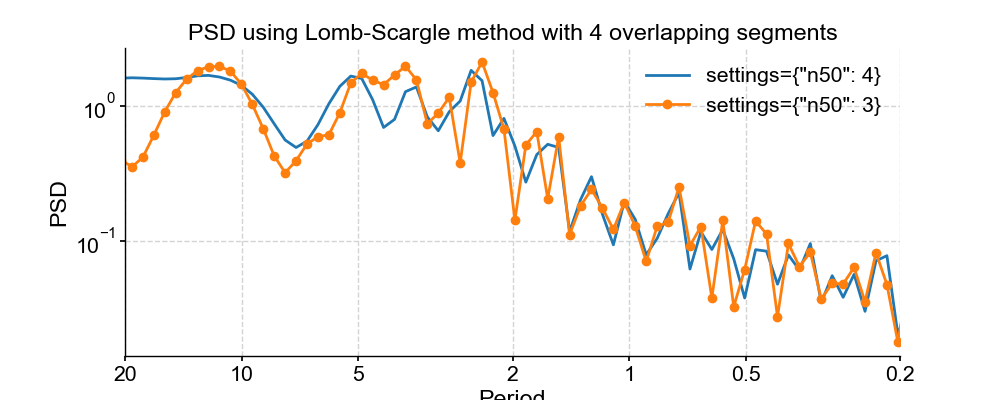 PSD using Lomb-Scargle method with 4 overlapping segments
settings={"n50": 4}
settings={"n50": 3}
PSD
10^0
10^−1
20 10 5 2 1 0.5 0.2
Period